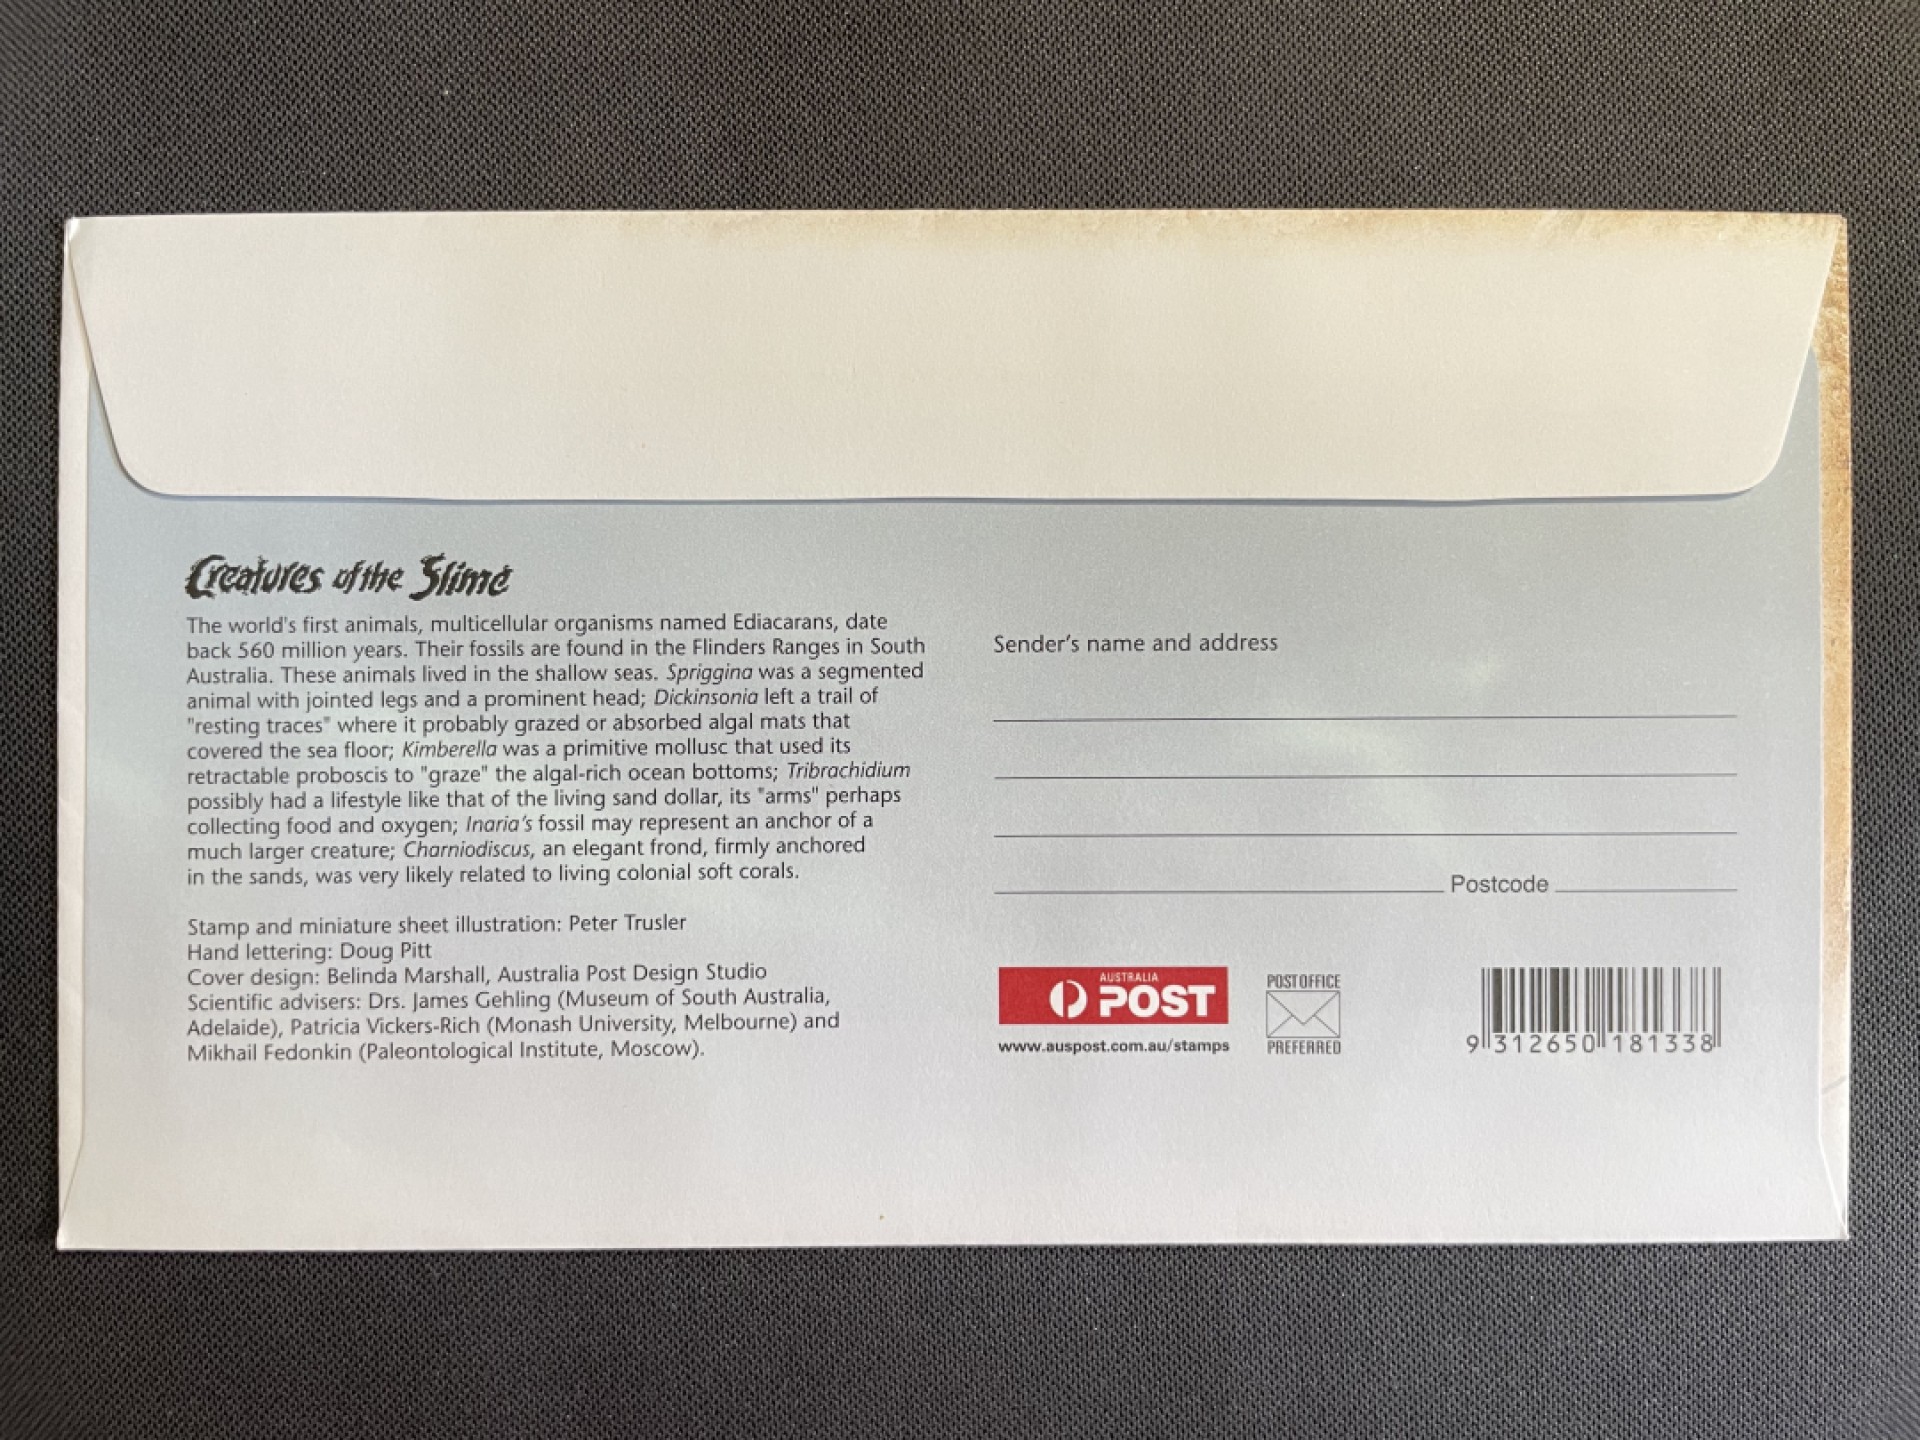 Creatures of the Slime
The world's first animals, multicellular organisms named Ediacarans, date
back 560 million years. Their fossils are found in the Flinders Ranges in South
Australia. These animals lived in the shallow seas. Spriggina was a segmented
animal with jointed legs and a prominent head; Dickinsonia left a trail of
"resting traces" where it probably grazed or absorbed algal mats that
covered the sea floor; Kimberella was a primitive mollusc that used its
retractable proboscis to "graze" the algal-rich ocean bottoms; Tribrachidium
possibly had a lifestyle like that of the living sand dollar, its "arms" perhaps
collecting food and oxygen; Inaria's fossil may represent an anchor of a
much larger creature; Charniodiscus, an elegant frond, firmly anchored
in the sands, was very likely related to living colonial soft corals.
Stamp and miniature sheet illustration: Peter Trusler
Hand lettering: Doug Pitt
Cover design: Belinda Marshall, Australia Post Design Studio
Scientific advisers: Drs. James Gehling (Museum of South Australia,
Adelaide), Patricia Vickers-Rich (Monash University, Melbourne) and
Mikhail Fedonkin (Paleontological Institute, Moscow).
Sender's name and address
Postcode
AUSTRALIA
POST
www.auspost.com.au/stamps
POST OFFICE
PREFERRED
9 312650 181338